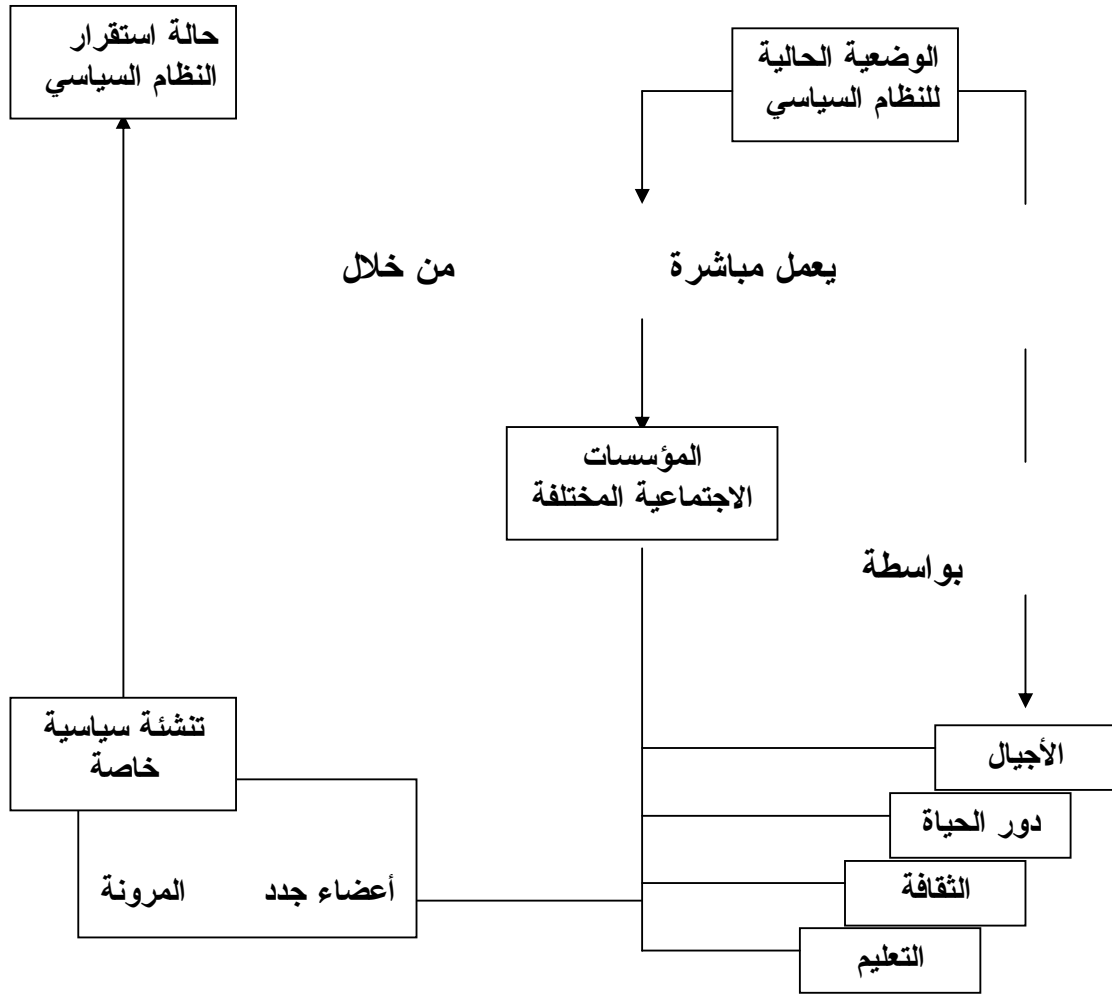 الوضعية الحالية
للنظام السياسي
حالة استقرار
النظام السياسي
يعمل مباشرة
من خلال
المؤسسات
الاجتماعية المختلفة
بواسطة
تنشئة سياسية
خاصة
الأجيال
دور الحياة
الثقافة
أعضاء جدد
المرونة
التعليم